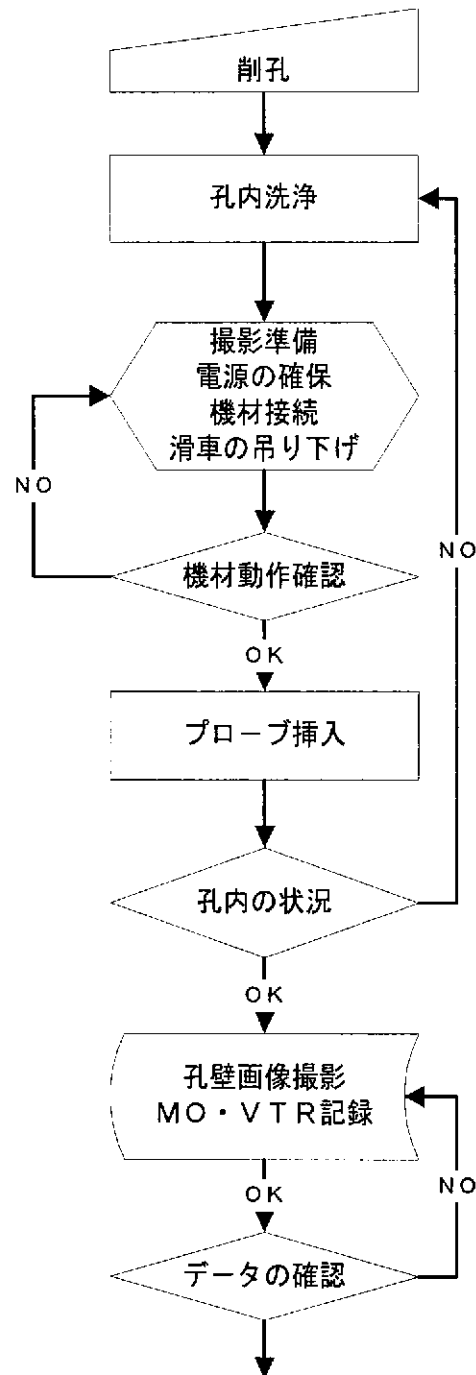 削孔
孔内洗浄
撮影準備
電源の確保
機材接続
滑車の吊り下げ
NO
機材動作確認
NO
OK
プローブ挿入
孔内の状況
OK
孔壁画像撮影
MO・VTR記録
OK
NO
データの確認